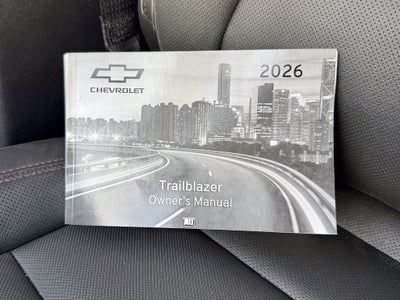 2026
CHEVROLET
Trailblazer
Owner's Manual